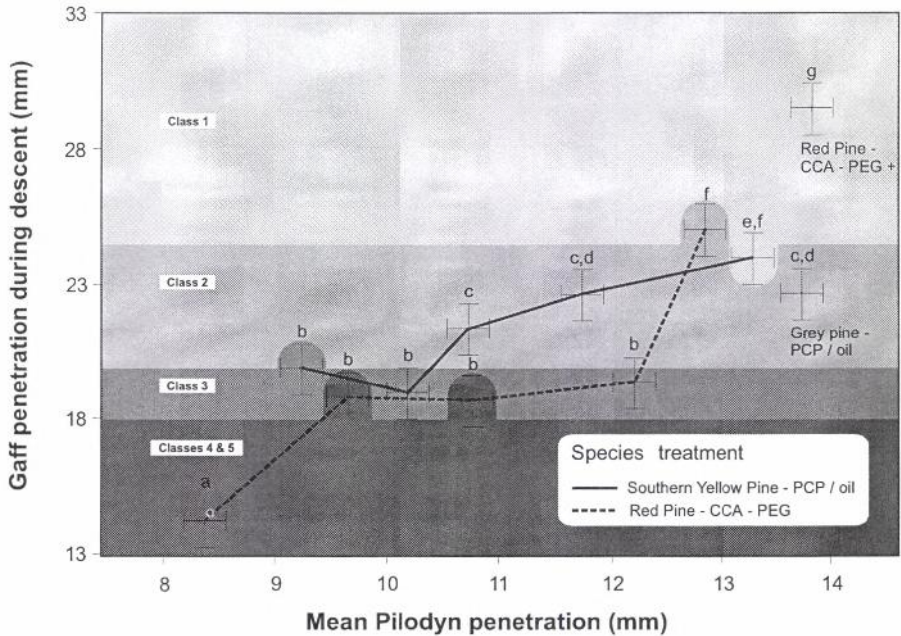 Gaff penetration during descent (mm)
33
28
23
18
13
Class 1
Class 2
Class 3
Classes 4 & 5
g
Red Pine -
CCA - PEG +
f
e,f
c,d
c,d
c
Grey pine -
PCP / oil
b
b
b
b
b
a
Species treatment
Southern Yellow Pine - PCP / oil
Red Pine - CCA - PEG
8 9 10 11 12 13 14
Mean Pilodyn penetration (mm)